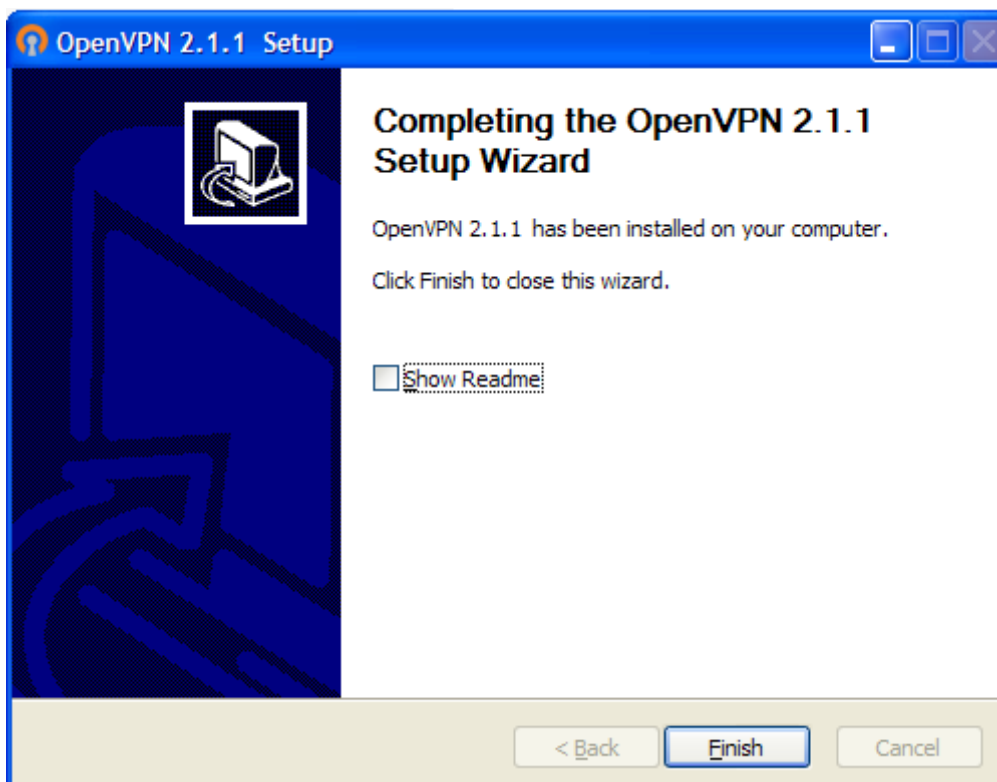 OpenVPN 2.1.1 Setup
Completing the OpenVPN 2.1.1
Setup Wizard
OpenVPN 2.1.1 has been installed on your computer.
Click Finish to close this wizard.
Show Readme
< Back Finish Cancel